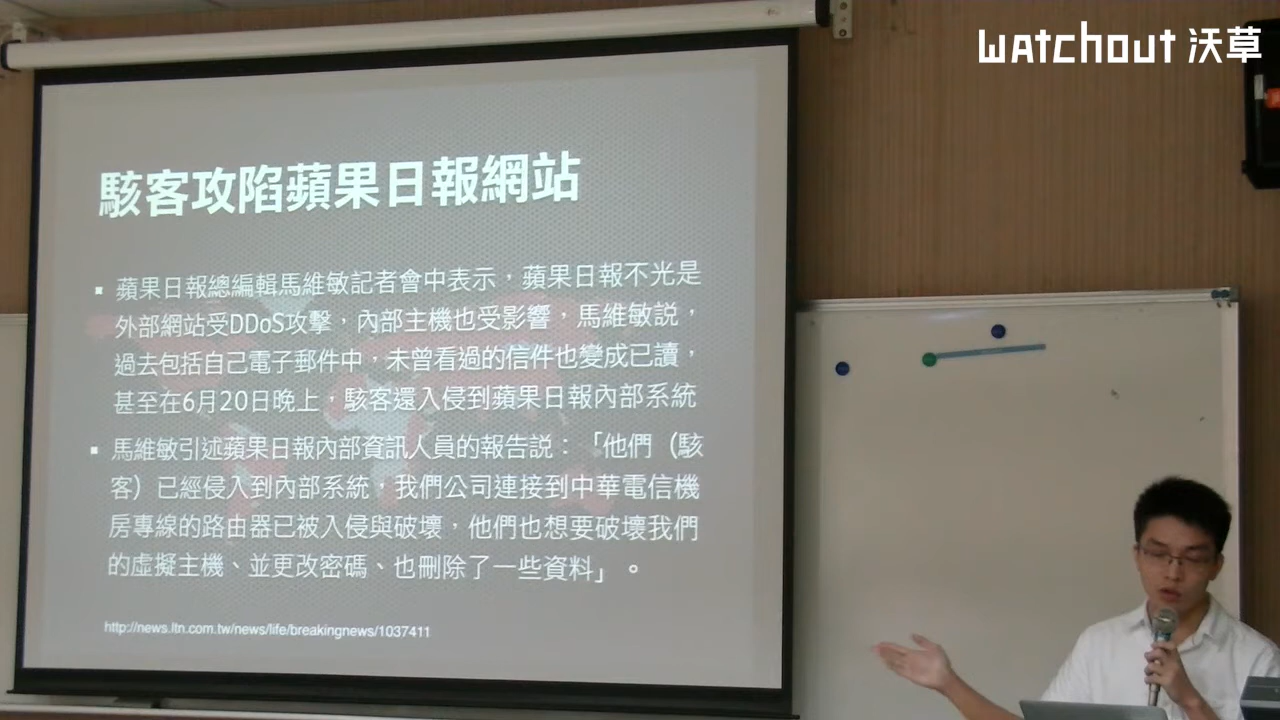 watchout 沃草
駭客攻陷蘋果日報網站
▪ 蘋果日報總編輯馬維敏記者會中表示，蘋果日報不光是
外部網站受DDoS攻擊，內部主機也受影響，馬維敏説，
過去包括自己電子郵件中，未曾看過的信件也變成已讀，
甚至在6月20日晚上，駭客還入侵到蘋果日報內部系統
▪ 馬維敏引述蘋果日報內部資訊人員的報告説：「他們（駭
客）已經侵入到內部系統，我們公司連接到中華電信機
房專線的路由器已被入侵與破壞，他們也想要破壞我們
的虛擬主機、並更改密碼、也刪除了一些資料」。
http://news.ltn.com.tw/news/life/breakingnews/1037411